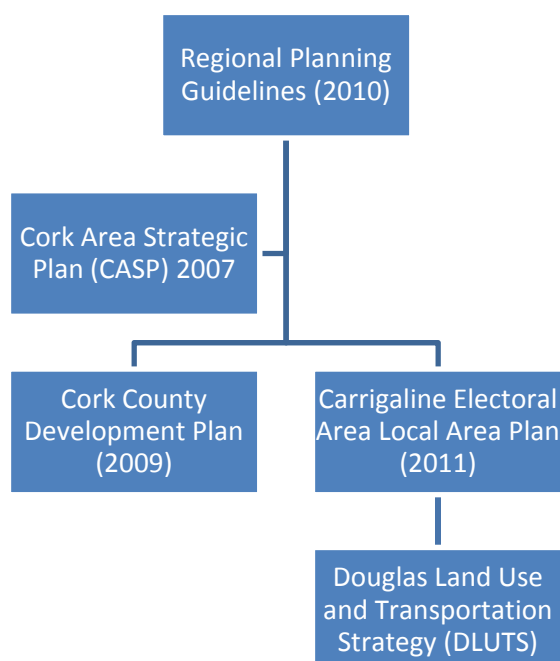 Regional Planning
Guidelines (2010)
Cork Area Strategic
Plan (CASP) 2007
Cork County
Development Plan
(2009)
Carrigaline Electoral
Area Local Area Plan
(2011)
Douglas Land Use
and Transportation
Strategy (DLUTS)